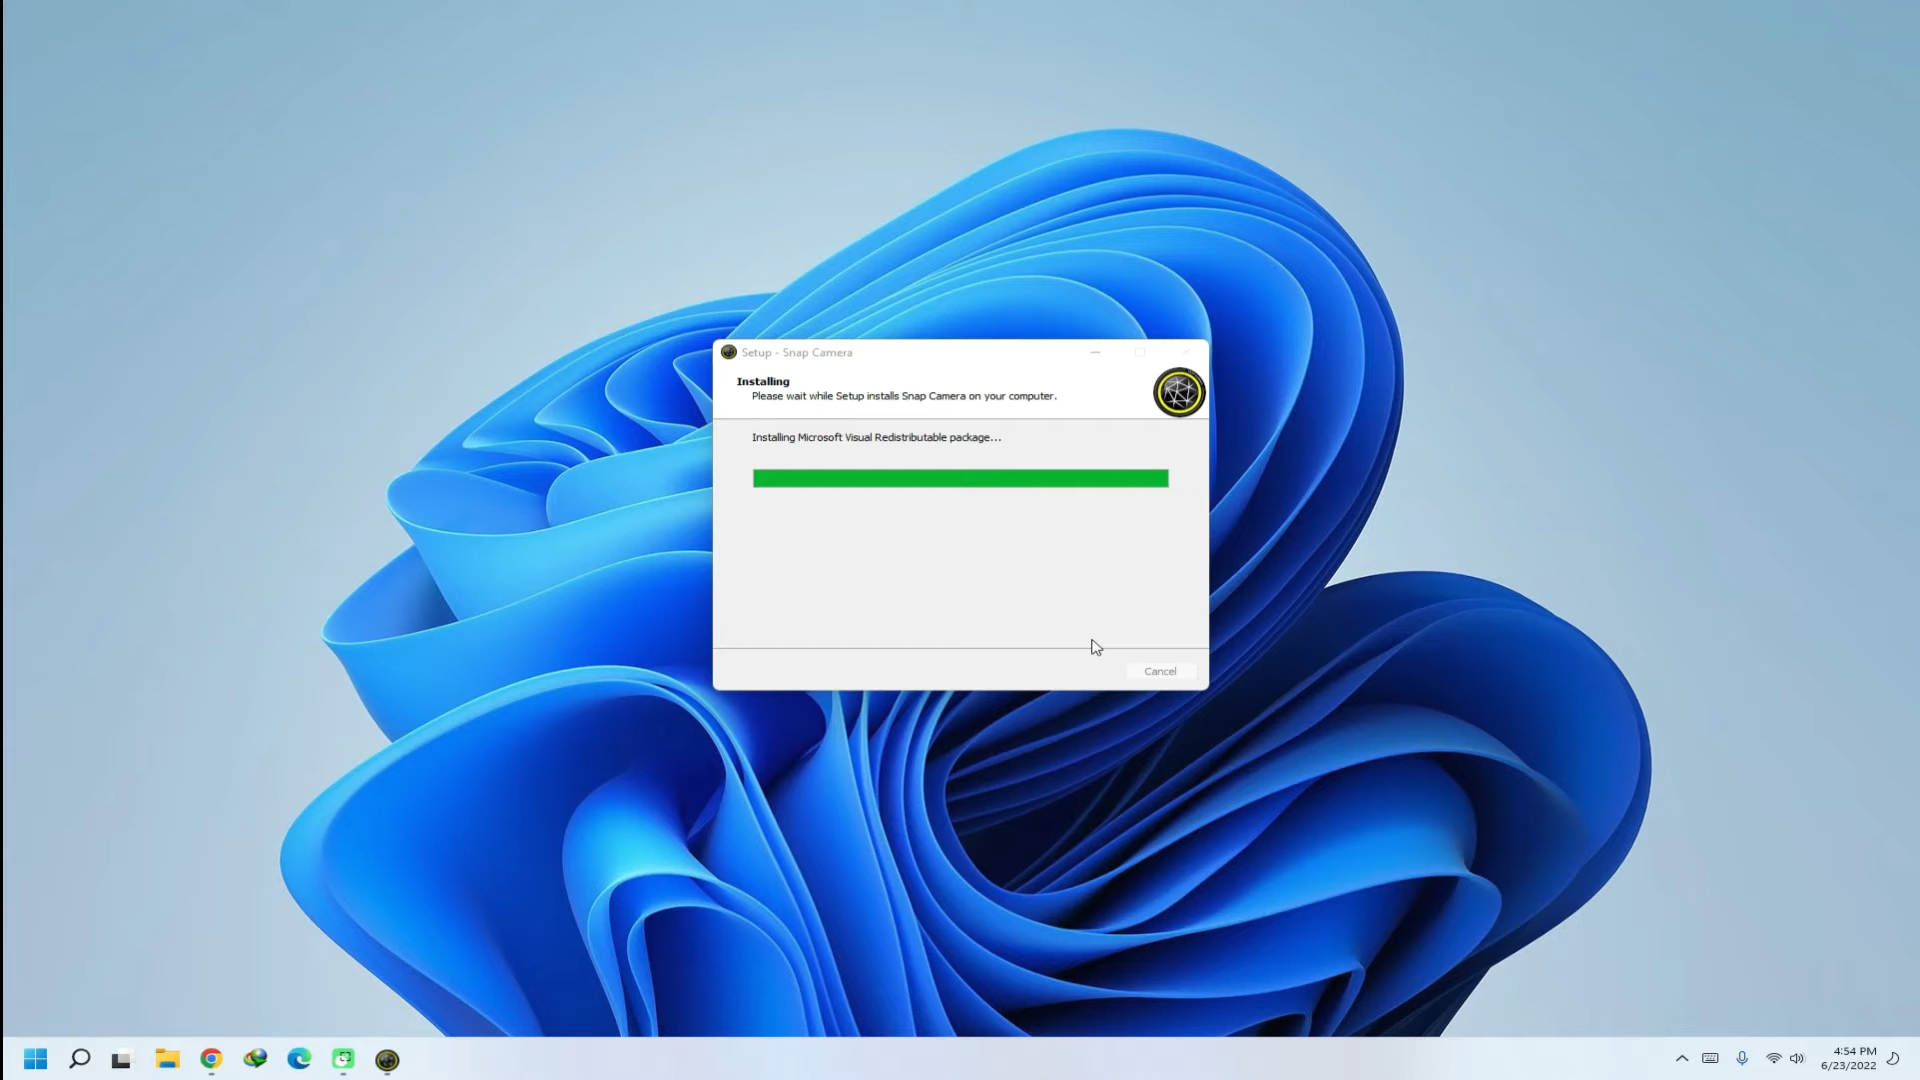 Setup - Snap Camera
Installing
Please wait while Setup installs Snap Camera on your computer.
Installing Microsoft Visual Redistributable package...
Cancel
4:54 PM
6/23/2022